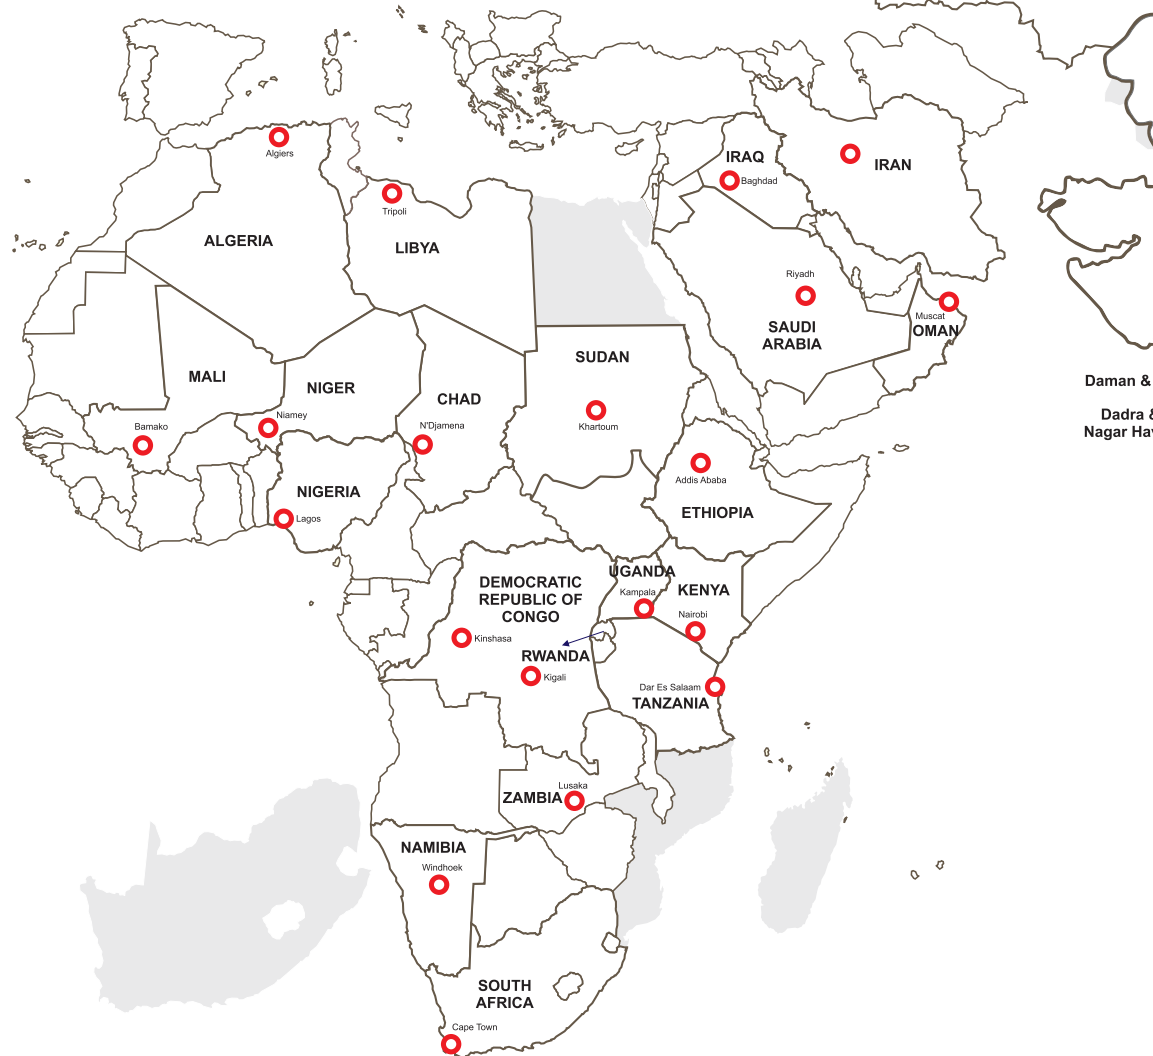 Algiers
IRAQ
Baghdad
IRAN
Tripoli
ALGERIA
LIBYA
Riyadh
Muscat
OMAN
SAUDI
ARABIA
SUDAN
MALI
NIGER
CHAD
Daman &
Niamey
Bamako
N'Djamena
Khartoum
Dadra &
Nagar Hav
Addis Ababa
NIGERIA
Lagos
ETHIOPIA
UGANDA
DEMOCRATIC
REPUBLIC OF
CONGO
KENYA
Kampala
Nairobi
Kinshasa
RWANDA
Kigali
Dar Es Salaam
TANZANIA
Lusaka
ZAMBIA
NAMIBIA
Windhoek
SOUTH
AFRICA
Cape Town